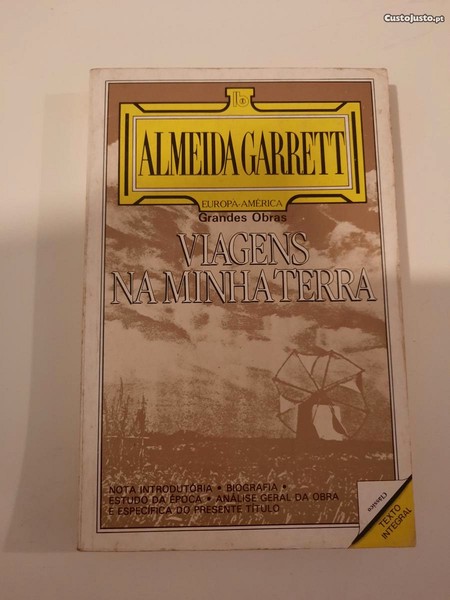 CustoJusto.pt
ALMEIDA GARRETT
EUROPA-AMÉRICA
Grandes Obras
VIAGENS
NA MINHA TERRA
NOTA INTRODUTÓRIA • BIOGRAFIA •
ESTUDO DA ÉPOCA • ANÁLISE GERAL DA OBRA
E ESPECÍFICA DO PRESENTE TÍTULO
Clássico
TEXTO
INTEGRAL